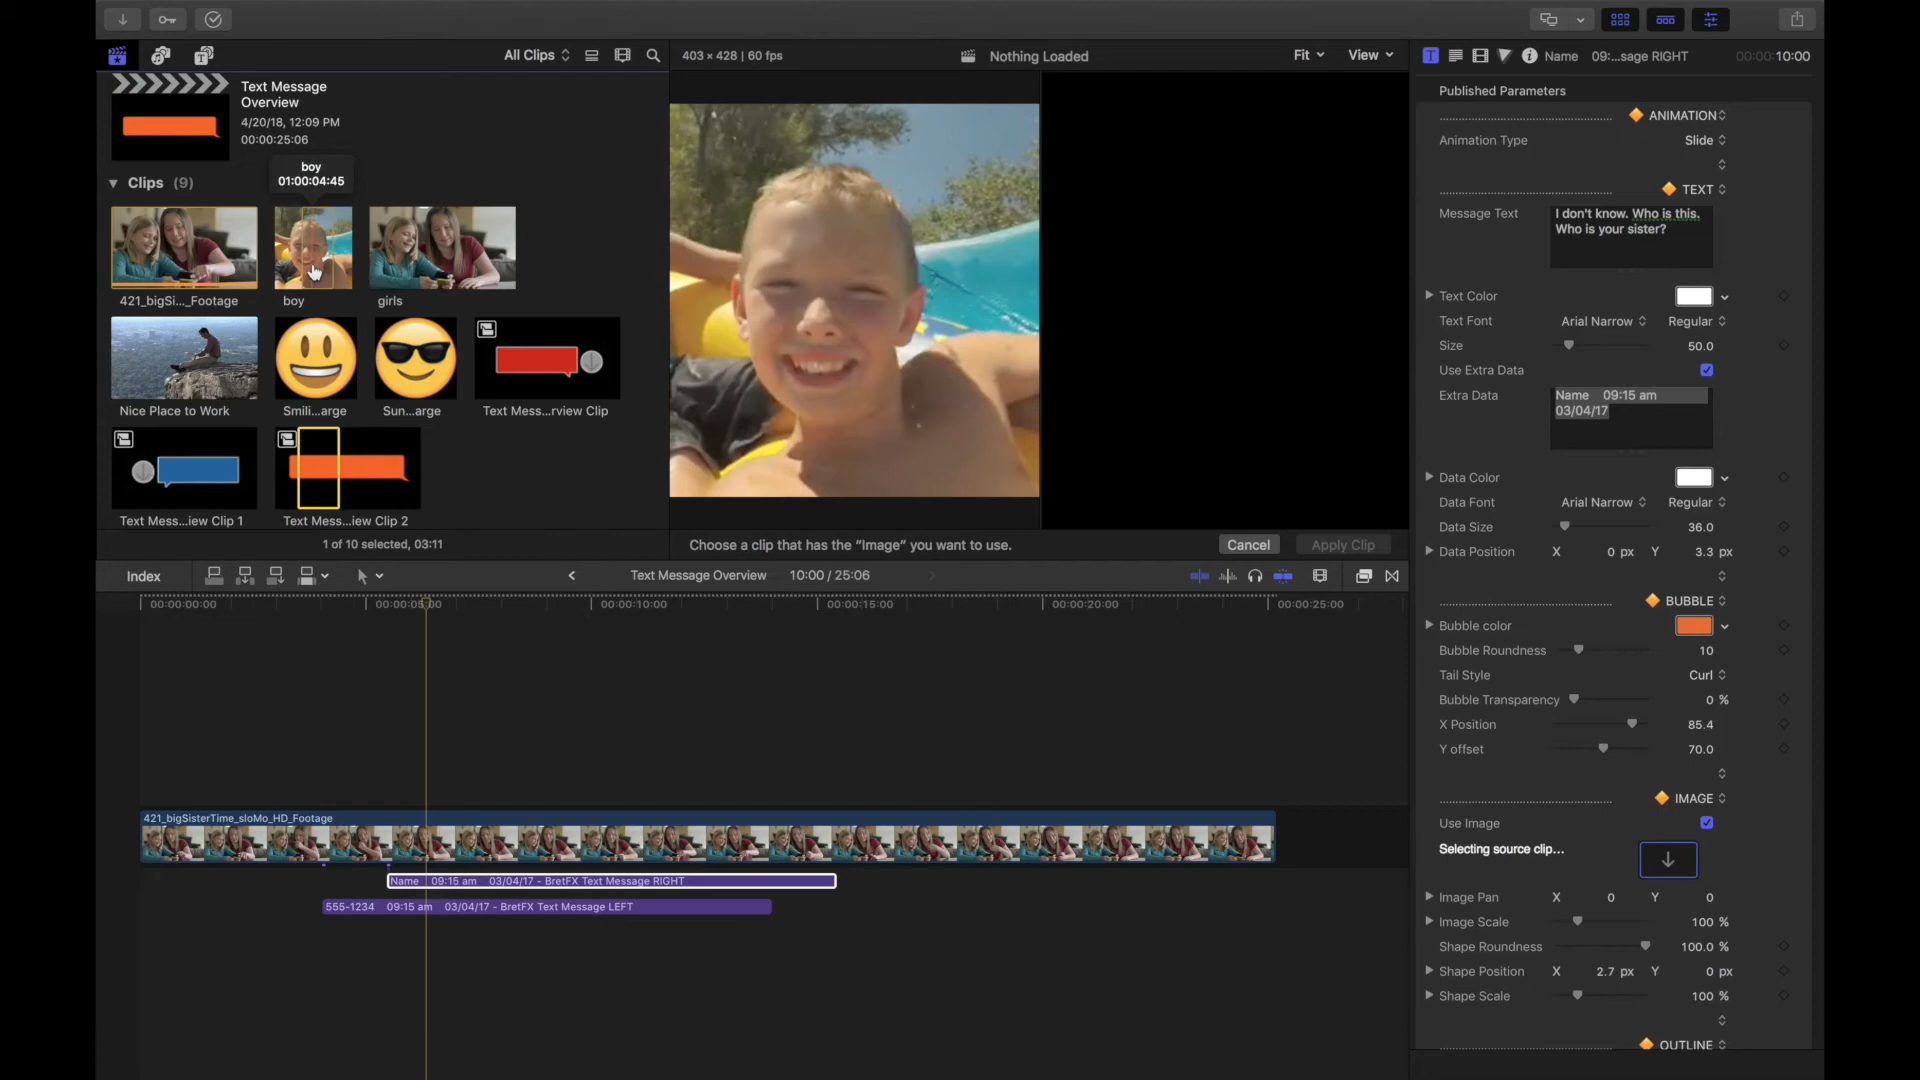 All Clips
403 × 428 | 60 fps
Nothing Loaded
Fit
View
Name
09:...sage RIGHT
00:00:10:00
Text Message
Overview
4/20/18, 12:09 PM
00:00:25:06
boy
01:00:04:45
Clips (9)
421_bigSi..._Footage
boy
girls
Nice Place to Work
Smili...arge
Sun...arge
Text Mess...rview Clip
Text Mess...iew Clip 1
Text Mess...iew Clip 2
1 of 10 selected, 03:11
Choose a clip that has the “Image” you want to use.
Cancel
Apply Clip
Published Parameters
ANIMATION
Animation Type
Slide
TEXT
Message Text
I don't know. Who is this.
Who is your sister?
Text Color
Text Font
Arial Narrow
Regular
Size
50.0
Use Extra Data
Extra Data
Name 09:15 am
03/04/17
Data Color
Data Font
Arial Narrow
Regular
Data Size
36.0
Data Position
X 0 px Y 3.3 px
BUBBLE
Bubble color
Bubble Roundness
10
Tail Style
Curl
Bubble Transparency
0 %
X Position
85.4
Y offset
70.0
IMAGE
Use Image
Selecting source clip...
Image Pan
X 0 Y 0
Image Scale
100 %
Shape Roundness
100.0 %
Shape Position
X 2.7 px Y 0 px
Shape Scale
100 %
OUTLINE
Index
Text Message Overview
10:00 / 25:06
00:00:00:00
00:00:05:00
00:00:10:00
00:00:15:00
00:00:20:00
00:00:25:00
421_bigSisterTime_sloMo_HD_Footage
Name 09:15 am 03/04/17 - BretFX Text Message RIGHT
555-1234 09:15 am 03/04/17 - BretFX Text Message LEFT